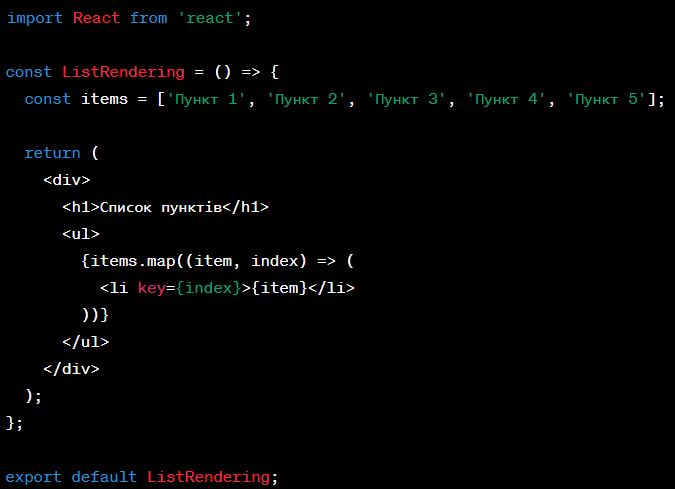 import React from 'react';
const ListRendering = () => {
const items = ['Пункт 1', 'Пункт 2', 'Пункт 3', 'Пункт 4', 'Пункт 5'];
return (
<div>
<h1>Список пунктів</h1>
<ul>
{items.map((item, index) => (
<li key={index}>{item}</li>
))}
</ul>
</div>
);
};
export default ListRendering;